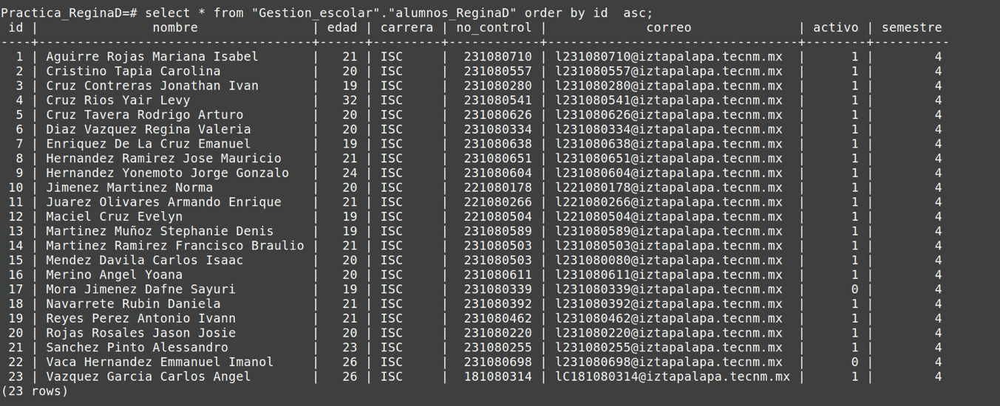 Practica_ReginaD=# select * from "Gestion_escolar"."alumnos_ReginaD" order by id  asc;
 id |               nombre               | edad | carrera | no_control |             correo              | activo | semestre
----+------------------------------------+------+---------+------------+---------------------------------+--------+----------
  1 | Aguirre Rojas Mariana Isabel       |   21 | ISC     |  231080710 | l231080710@iztapalapa.tecnm.mx  |      1 |        4
  2 | Cristino Tapia Carolina            |   20 | ISC     |  231080557 | l231080557@iztapalapa.tecnm.mx  |      1 |        4
  3 | Cruz Contreras Jonathan Ivan       |   19 | ISC     |  231080280 | l231080280@iztapalapa.tecnm.mx  |      1 |        4
  4 | Cruz Rios Yair Levy                |   32 | ISC     |  231080541 | l231080541@iztapalapa.tecnm.mx  |      1 |        4
  5 | Cruz Tavera Rodrigo Arturo         |   20 | ISC     |  231080626 | l231080626@iztapalapa.tecnm.mx  |      1 |        4
  6 | Diaz Vazquez Regina Valeria        |   20 | ISC     |  231080334 | l231080334@iztapalapa.tecnm.mx  |      1 |        4
  7 | Enriquez De La Cruz Emanuel        |   19 | ISC     |  231080638 | l231080638@iztapalapa.tecnm.mx  |      1 |        4
  8 | Hernandez Ramirez Jose Mauricio    |   21 | ISC     |  231080651 | l231080651@iztapalapa.tecnm.mx  |      1 |        4
  9 | Hernandez Yonemoto Jorge Gonzalo   |   24 | ISC     |  231080604 | l231080604@iztapalapa.tecnm.mx  |      1 |        4
 10 | Jimenez Martinez Norma             |   20 | ISC     |  221080178 | l221080178@iztapalapa.tecnm.mx  |      1 |        4
 11 | Juarez Olivares Armando Enrique    |   21 | ISC     |  221080266 | l221080266@iztapalapa.tecnm.mx  |      1 |        4
 12 | Maciel Cruz Evelyn                 |   19 | ISC     |  221080504 | l221080504@iztapalapa.tecnm.mx  |      1 |        4
 13 | Martinez Muñoz Stephanie Denis     |   19 | ISC     |  231080589 | l231080589@iztapalapa.tecnm.mx  |      1 |        4
 14 | Martinez Ramirez Francisco Braulio |   21 | ISC     |  231080503 | l231080503@iztapalapa.tecnm.mx  |      1 |        4
 15 | Mendez Davila Carlos Isaac         |   20 | ISC     |  231080503 | l231080080@iztapalapa.tecnm.mx  |      1 |        4
 16 | Merino Angel Yoana                 |   20 | ISC     |  231080611 | l231080611@iztapalapa.tecnm.mx  |      1 |        4
 17 | Mora Jimenez Dafne Sayuri          |   19 | ISC     |  231080339 | l231080339@iztapalapa.tecnm.mx  |      0 |        4
 18 | Navarrete Rubin Daniela            |   21 | ISC     |  231080392 | l231080392@iztapalapa.tecnm.mx  |      1 |        4
 19 | Reyes Perez Antonio Ivann          |   21 | ISC     |  231080462 | l231080462@iztapalapa.tecnm.mx  |      1 |        4
 20 | Rojas Rosales Jason Josie          |   20 | ISC     |  231080220 | l231080220@iztapalapa.tecnm.mx  |      1 |        4
 21 | Sanchez Pinto Alessandro           |   23 | ISC     |  231080255 | l231080255@iztapalapa.tecnm.mx  |      1 |        4
 22 | Vaca Hernandez Emmanuel Imanol     |   26 | ISC     |  231080698 | l231080698@iztapalapa.tecnm.mx  |      0 |        4
 23 | Vazquez Garcia Carlos Angel        |   26 | ISC     |  181080314 | lC181080314@iztapalapa.tecnm.mx |      1 |        4
(23 rows)